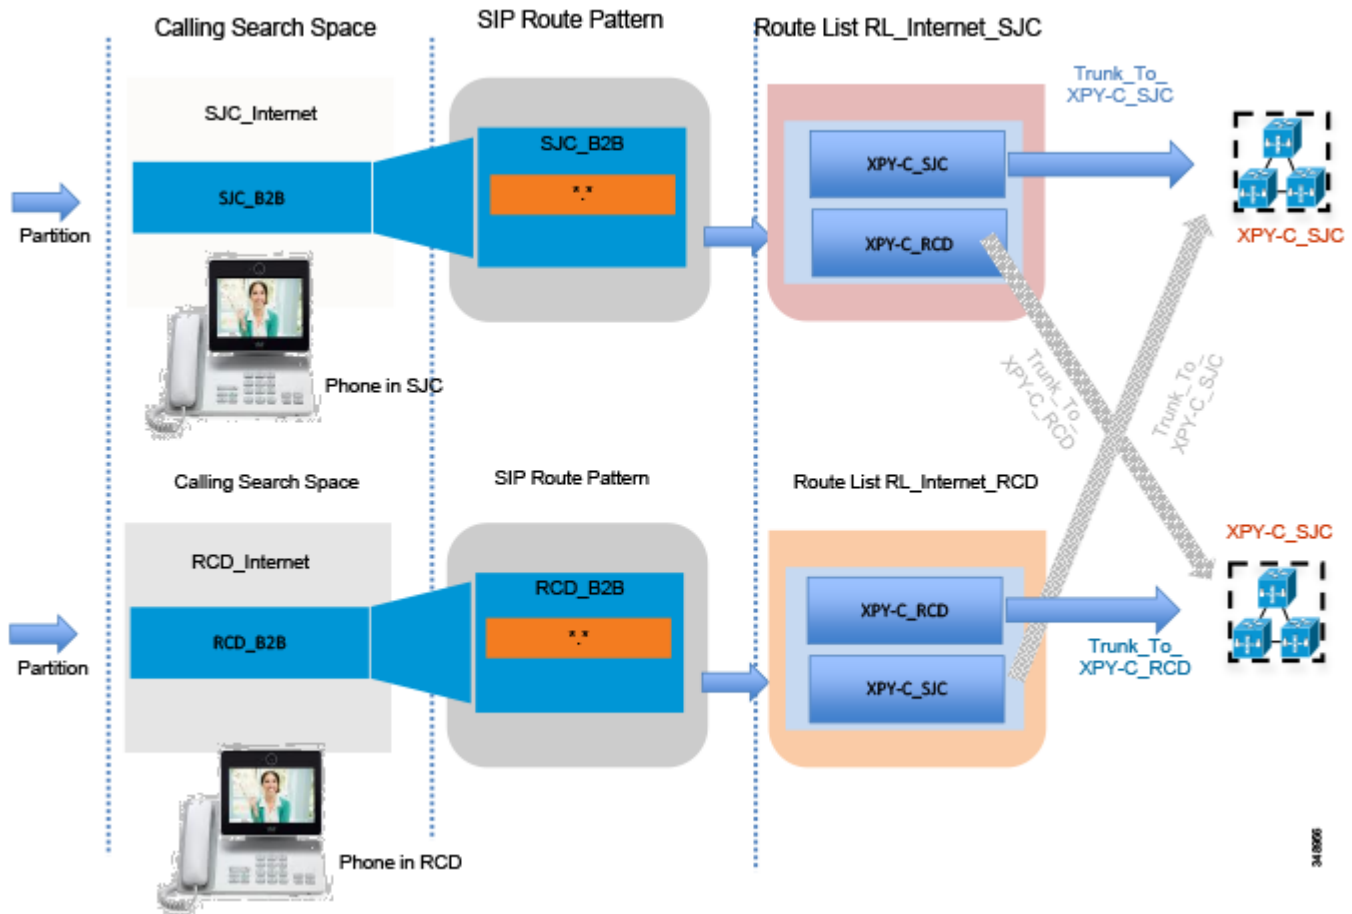 Calling Search Space
SIP Route Pattern
Route List RL_Internet_SJC
SJC_Internet
SJC_B2B
SJC_B2B
*.*
XPY-C_SJC
XPY-C_RCD
Trunk_To_
XPY-C_SJC
XPY-C_SJC
Partition
Phone in SJC
Trunk_To_
XPY-C_RCD
Trunk_To_
XPY-C_SJC
Calling Search Space
SIP Route Pattern
Route List RL_Internet_RCD
RCD_Internet
RCD_B2B
RCD_B2B
*.*
XPY-C_RCD
XPY-C_SJC
Trunk_To_
XPY-C_RCD
XPY-C_SJC
Partition
Phone in RCD
348966